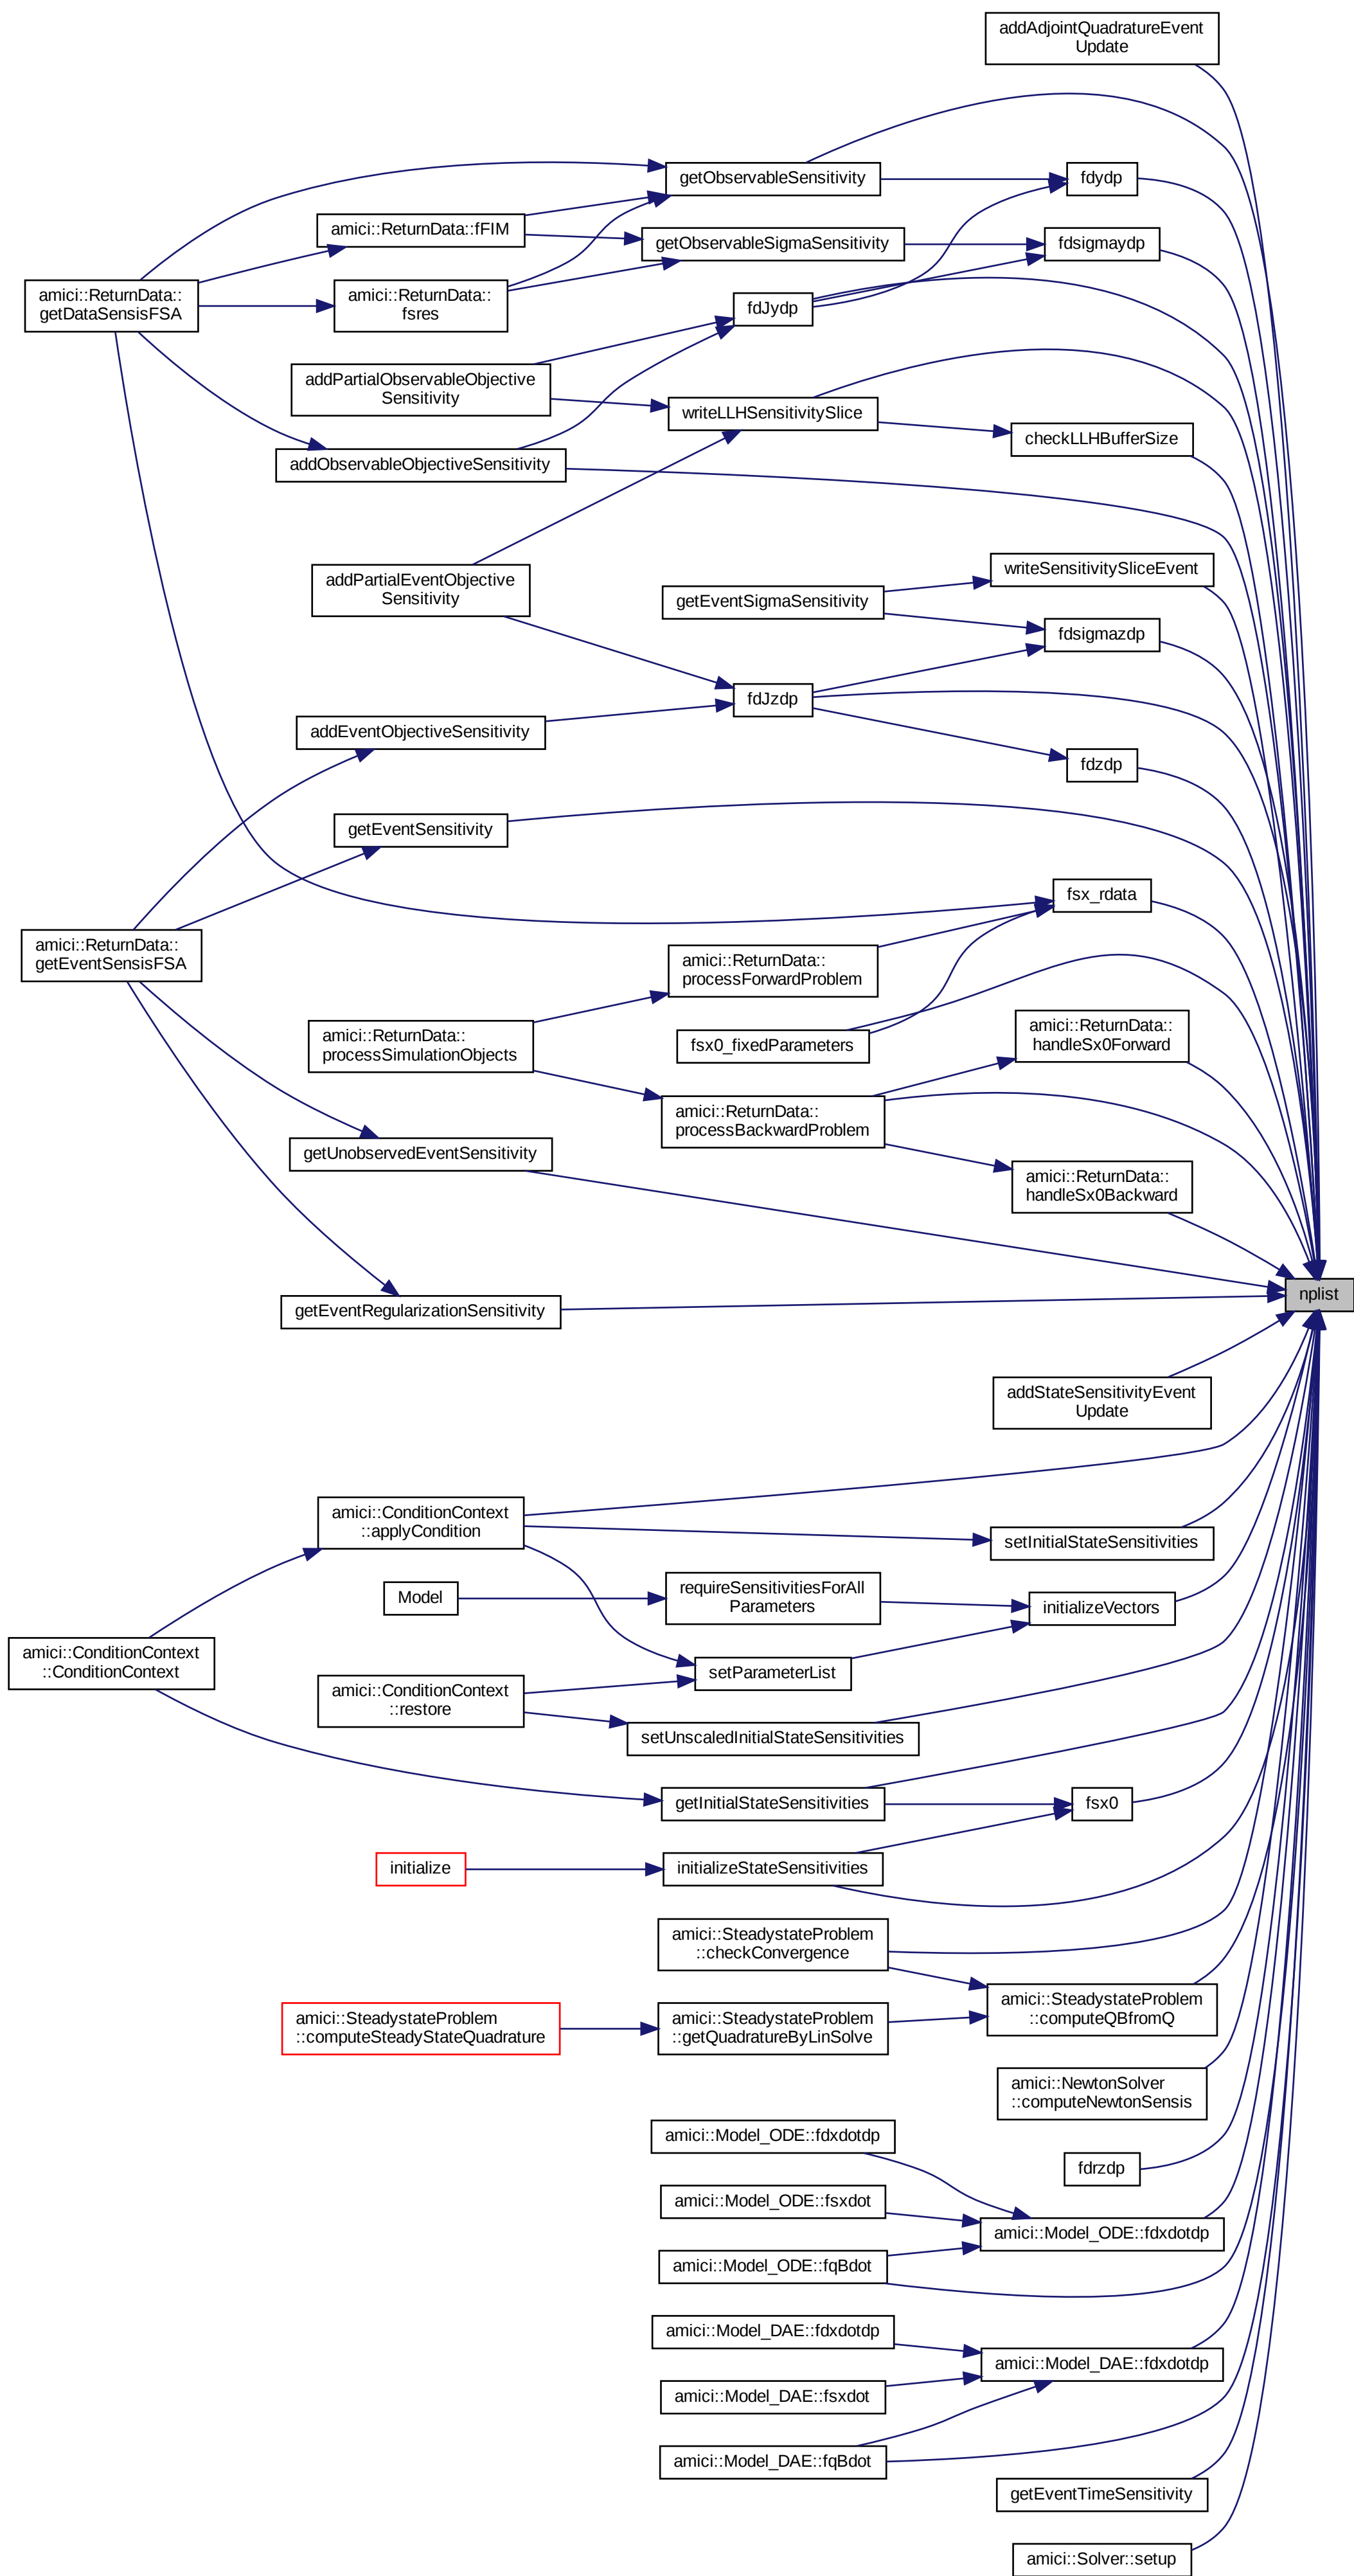 addAdjointQuadratureEvent
Update
getObservableSensitivity
fdydp
amici::ReturnData::fFIM
getObservableSigmaSensitivity
fdsigmaydp
amici::ReturnData::
getDataSensisFSA
amici::ReturnData::
fsres
fdJydp
addPartialObservableObjective
Sensitivity
writeLLHSensitivitySlice
checkLLHBufferSize
addObservableObjectiveSensitivity
addPartialEventObjective
Sensitivity
writeSensitivitySliceEvent
getEventSigmaSensitivity
fdsigmazdp
fdJzdp
addEventObjectiveSensitivity
fdzdp
getEventSensitivity
fsx_rdata
amici::ReturnData::
getEventSensisFSA
amici::ReturnData::
processForwardProblem
amici::ReturnData::
processSimulationObjects
fsx0_fixedParameters
amici::ReturnData::
handleSx0Forward
amici::ReturnData::
processBackwardProblem
getUnobservedEventSensitivity
amici::ReturnData::
handleSx0Backward
nplist
getEventRegularizationSensitivity
addStateSensitivityEvent
Update
amici::ConditionContext
::applyCondition
setInitialStateSensitivities
Model
requireSensitivitiesForAll
Parameters
initializeVectors
amici::ConditionContext
::ConditionContext
setParameterList
amici::ConditionContext
::restore
setUnscaledInitialStateSensitivities
getInitialStateSensitivities
fsx0
initialize
initializeStateSensitivities
amici::SteadystateProblem
::checkConvergence
amici::SteadystateProblem
::computeQBfromQ
amici::SteadystateProblem
::computeSteadyStateQuadrature
amici::SteadystateProblem
::getQuadratureByLinSolve
amici::NewtonSolver
::computeNewtonSensis
amici::Model_ODE::fdxdotdp
fdrzdp
amici::Model_ODE::fsxdot
amici::Model_ODE::fdxdotdp
amici::Model_ODE::fqBdot
amici::Model_DAE::fdxdotdp
amici::Model_DAE::fdxdotdp
amici::Model_DAE::fsxdot
amici::Model_DAE::fqBdot
getEventTimeSensitivity
amici::Solver::setup